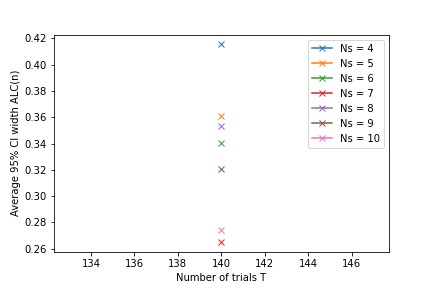 0.42
0.40
0.38
0.36
0.34
0.32
0.30
0.28
0.26
Average 95% CI width ALC(n)
Ns = 4
Ns = 5
Ns = 6
Ns = 7
Ns = 8
Ns = 9
Ns = 10
134 136 138 140 142 144 146
Number of trials T